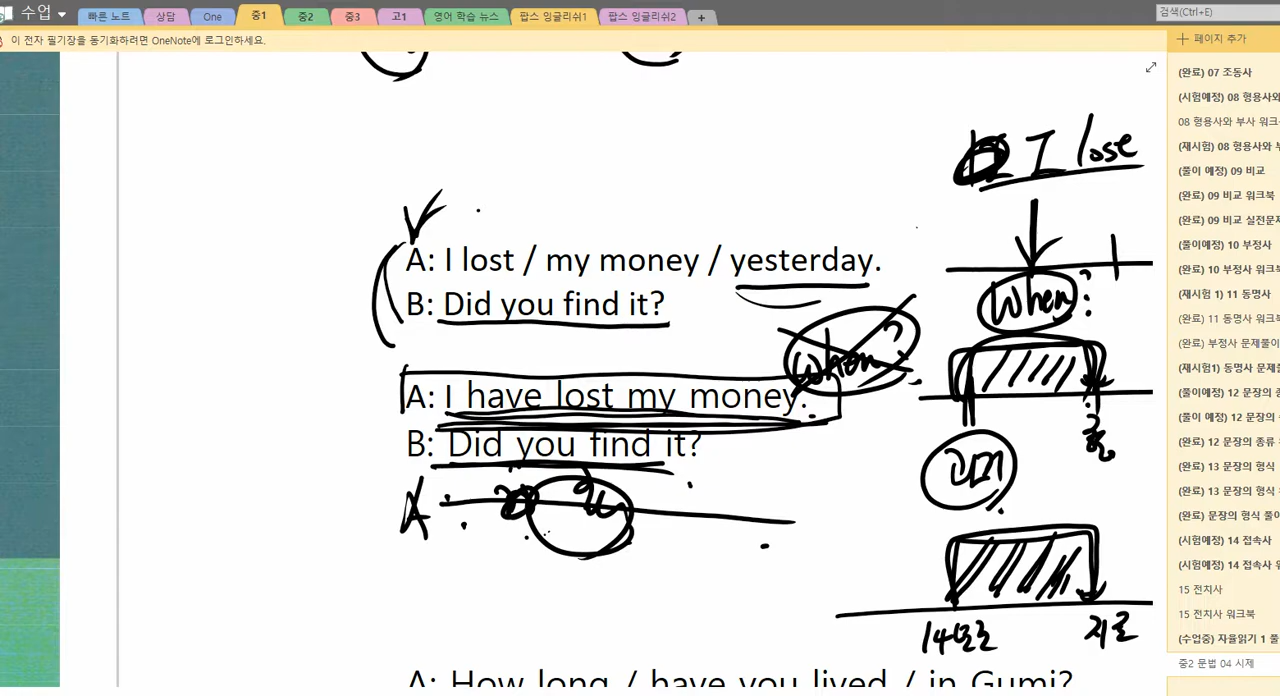 수업
빠른 노트
상담
One
중1
중2
중3
고1
영어 학습 뉴스
팝스 잉글리쉬1
팝스 잉글리쉬2
+
검색(Ctrl+E)
이 전자 필기장을 동기화하려면 OneNote에 로그인하세요.
페이지 추가
I lose
A: I lost / my money / yesterday.
B: Did you find it?
When?
when?
A: I have lost my money.
B: Did you find it?
A
14년도
지금
A: How long / have you lived / in Gumi?
(완료) 07 조동사
(시험예정) 08 형용사와
08 형용사와 부사 워크
(재시험) 08 형용사와 부
(풀이 예정) 09 비교
(완료) 09 비교 워크북
(완료) 09 비교 실전문제
(풀이예정) 10 부정사
(완료) 10 부정사 워크북
(재시험 1) 11 동명사
(완료) 11 동명사 워크북
(완료) 부정사 문제풀이
(재시험1) 동명사 문제
(풀이예정) 12 문장의 종
(풀이 예정) 12 문장의 종
(완료) 12 문장의 종류
(완료) 13 문장의 형식
(완료) 13 문장의 형식
(완료) 문장의 형식 풀이
(시험예정) 14 접속사
(시험예정) 14 접속사 워
15 전치사
15 전치사 워크북
(수업중) 자율읽기 1 풀
중2 문법 04 시제